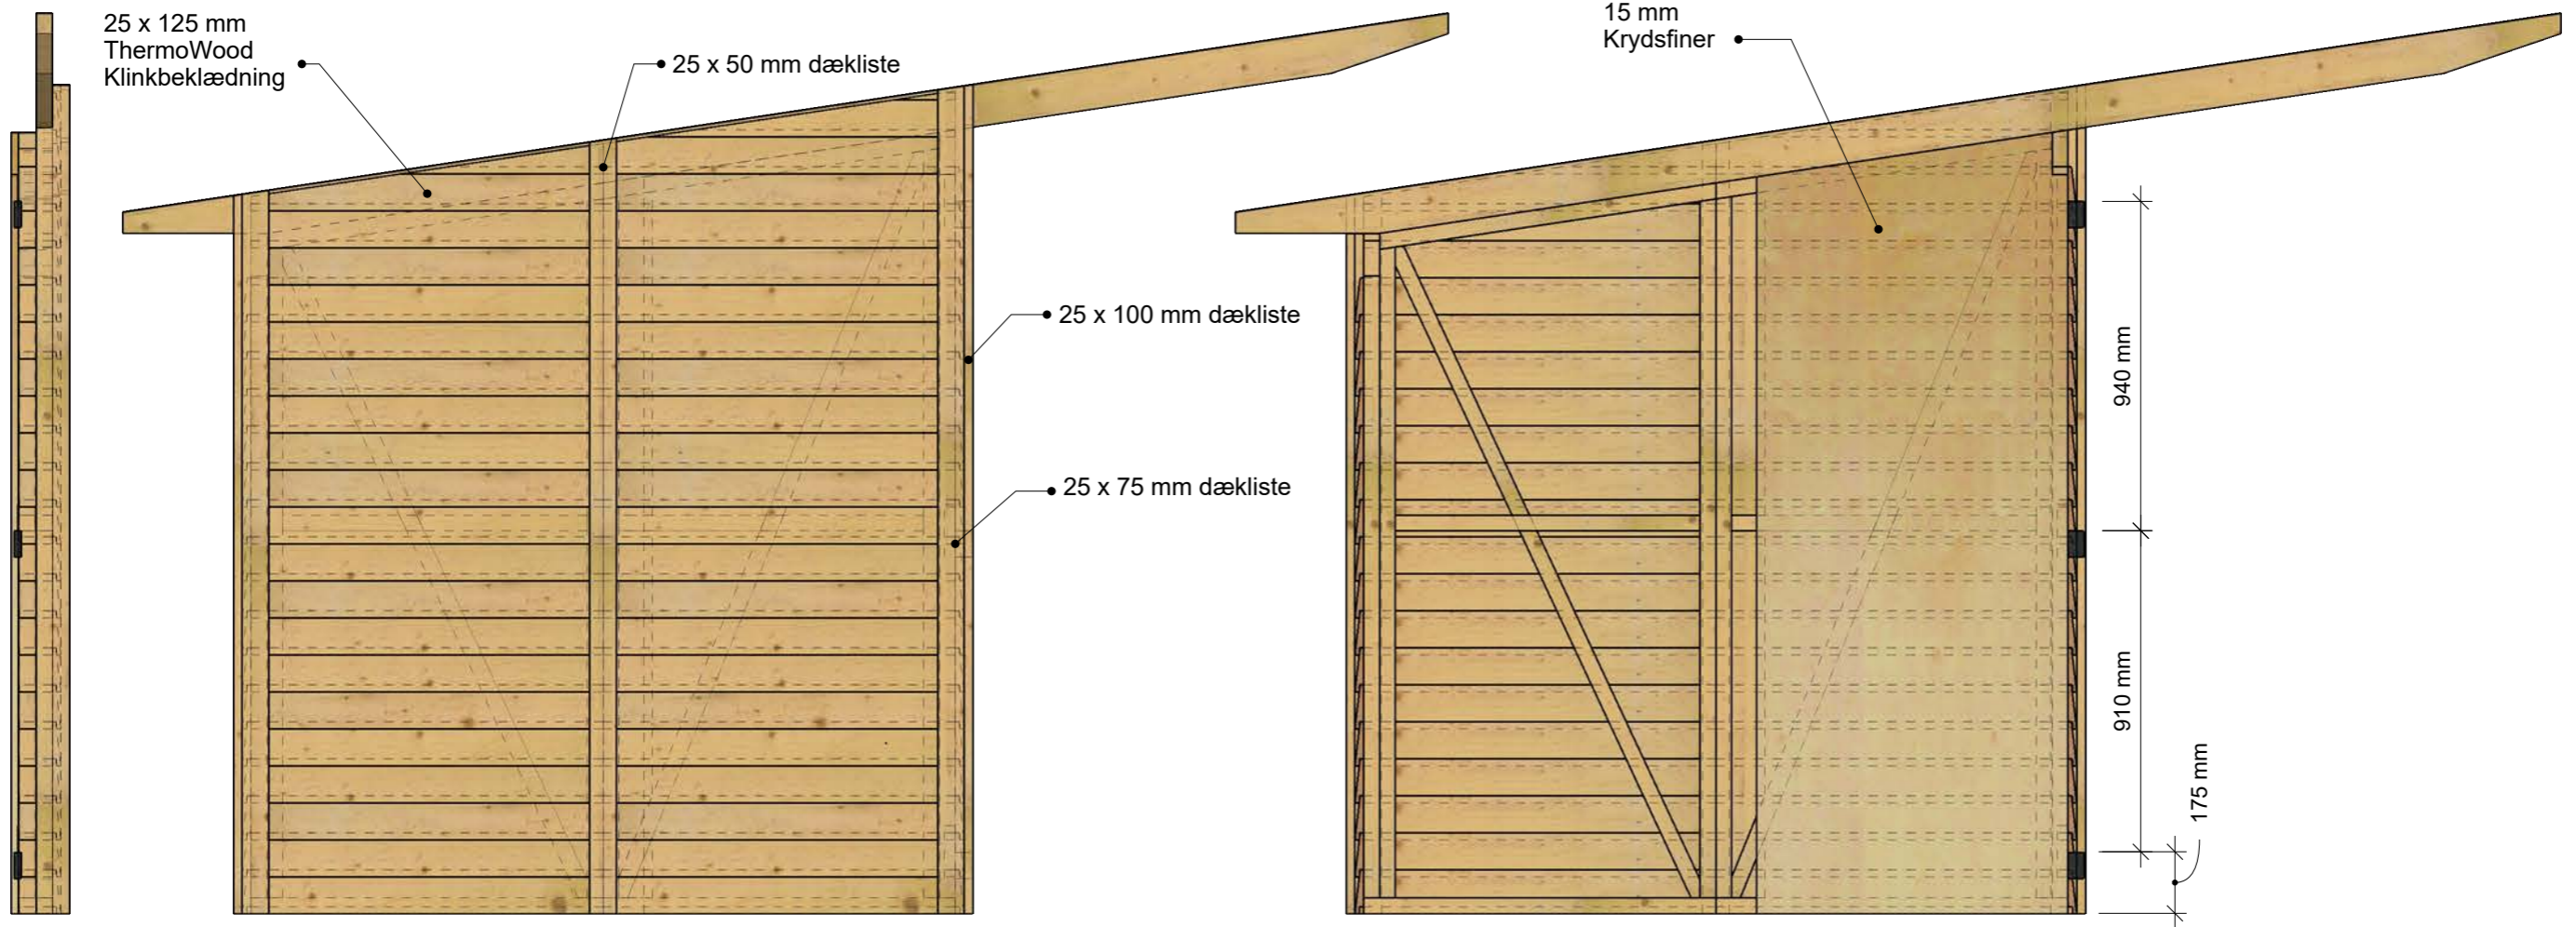 25 x 125 mm
ThermoWood
Klinkbeklædning
25 x 50 mm dækliste
15 mm
Krydsfiner
25 x 100 mm dækliste
25 x 75 mm dækliste
940 mm
910 mm
175 mm